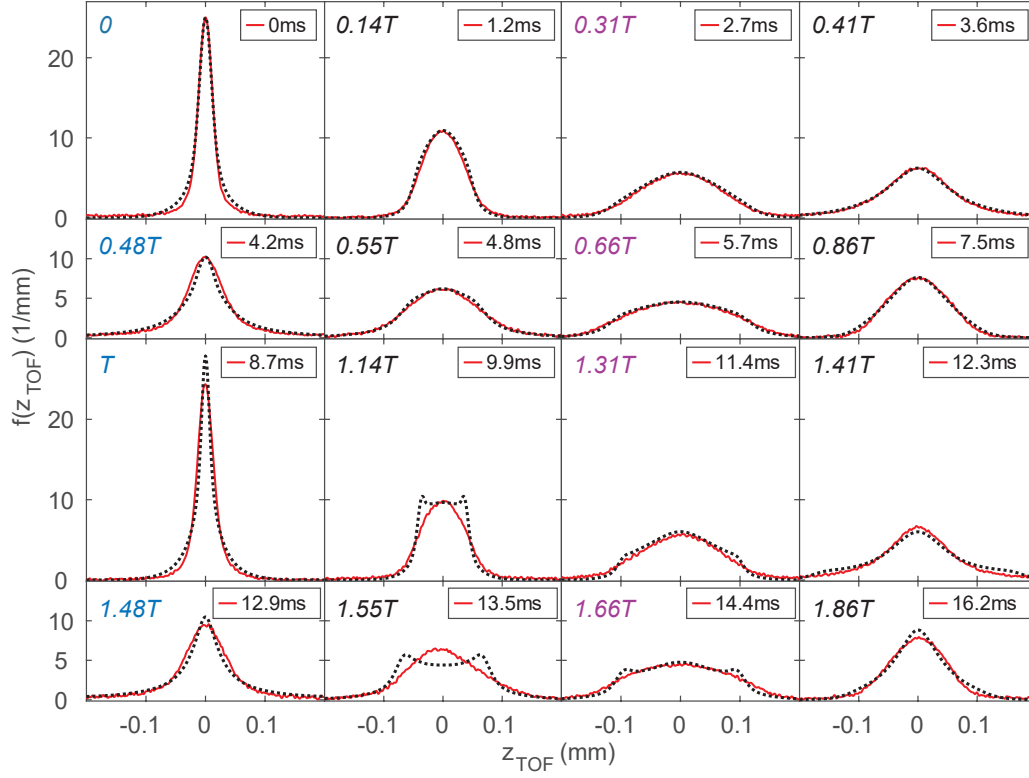 0 0ms 0.14T 1.2ms 0.31T 2.7ms 0.41T 3.6ms
20
10
0
0.48T 4.2ms 0.55T 4.8ms 0.66T 5.7ms 0.86T 7.5ms
10
5
0
f(z_TOF) (1/mm)
T 8.7ms 1.14T 9.9ms 1.31T 11.4ms 1.41T 12.3ms
20
10
0
1.48T 12.9ms 1.55T 13.5ms 1.66T 14.4ms 1.86T 16.2ms
10
5
0
-0.1 0 0.1 -0.1 0 0.1 -0.1 0 0.1 -0.1 0 0.1
z_TOF (mm)